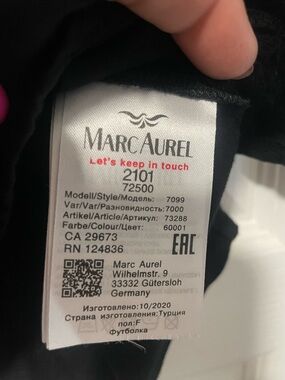 MARC AUREL
Let's keep in touch
2101
72500
Modell/Style/Модель: 7099
Var/Var/Разновидность: 7000
Artikel/Article/Артикул: 73288
Farbe/Colour/Цвет: 60001
CA 29673
RN 124836
EAC
Marc Aurel
Wilhelmstr. 9
33332 Gütersloh
Germany
Изготовлено:10/2020
Страна изготовления:Турция
пол:F
Футболка